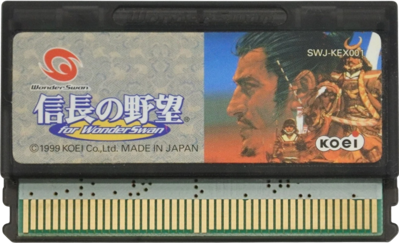 SWJ-KEX001
WonderSwan
信長の野望®
for WonderSwan
KOEI
©1999 KOEI Co., Ltd. MADE IN JAPAN